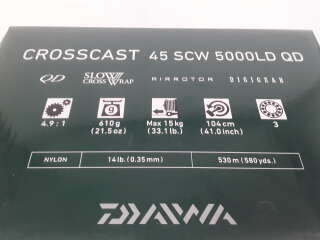 CROSSCAST 45 SCW 5000LD QD
QD SLOW CROSS WRAP AIRROTOR DIGIGEAR
4.9 : 1 610g Max 15kg 104cm 3
(21.5oz) (33.1lb.) (41.0inch)
NYLON 14lb. (0.35mm) 530m (580yds.)
DAIWA